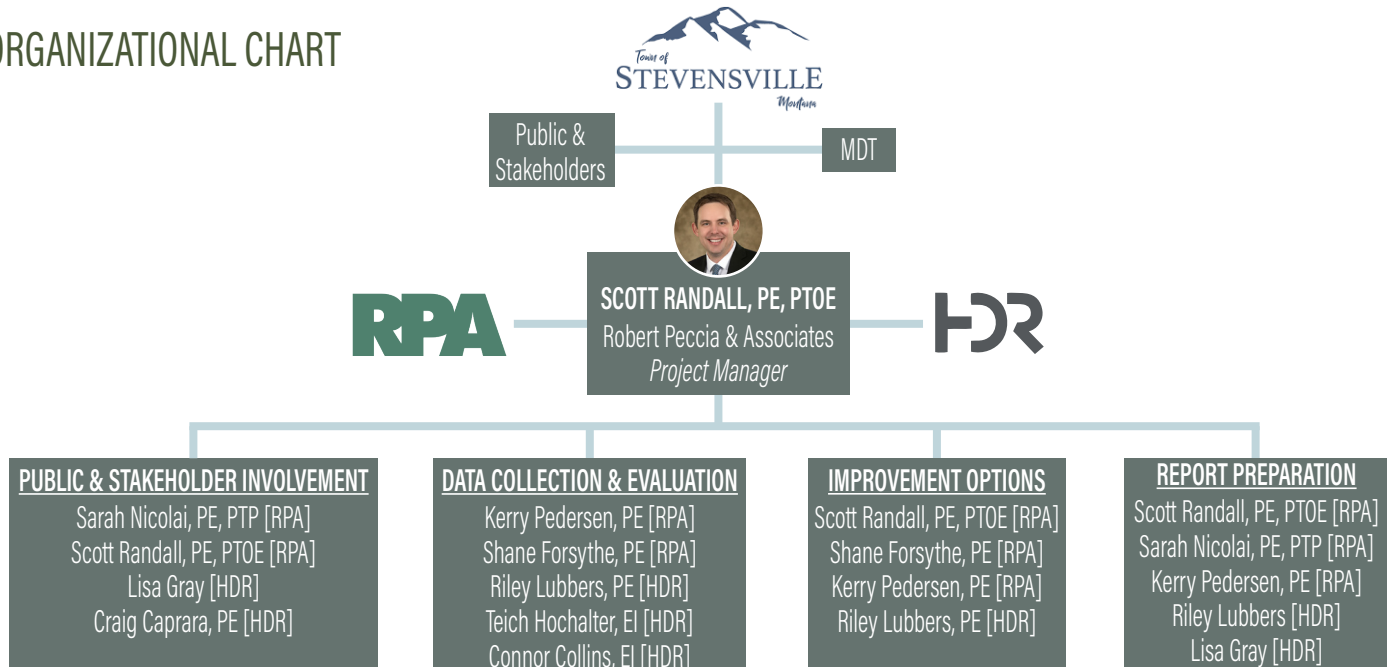 ORGANIZATIONAL CHART
Town of
STEVENSVILLE
Montana
Public &
Stakeholders
MDT
SCOTT RANDALL, PE, PTOE
Robert Peccia & Associates
Project Manager
RPA
HDR
PUBLIC & STAKEHOLDER INVOLVEMENT
Sarah Nicolai, PE, PTP [RPA]
Scott Randall, PE, PTOE [RPA]
Lisa Gray [HDR]
Craig Caprara, PE [HDR]
DATA COLLECTION & EVALUATION
Kerry Pedersen, PE [RPA]
Shane Forsythe, PE [RPA]
Riley Lubbers, PE [HDR]
Teich Hochalter, EI [HDR]
Connor Collins, EI [HDR]
IMPROVEMENT OPTIONS
Scott Randall, PE, PTOE [RPA]
Shane Forsythe, PE [RPA]
Kerry Pedersen, PE [RPA]
Riley Lubbers, PE [HDR]
REPORT PREPARATION
Scott Randall, PE, PTOE [RPA]
Sarah Nicolai, PE, PTP [RPA]
Kerry Pedersen, PE [RPA]
Riley Lubbers [HDR]
Lisa Gray [HDR]